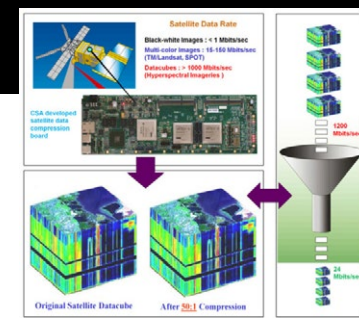 Satellite Data Rate
Black-white Images : < 1 Mbits/sec
Multi-color Images : 15-150 Mbits/sec
(TM/Landsat, SPOT)
Datacubes : > 1000 Mbits/sec
(Hyperspectral Imageries )
CSA developed
satellite data
compression
board
1200
Mbits/sec
Original Satellite Datacube
After 50:1 Compression
24
Mbits/sec